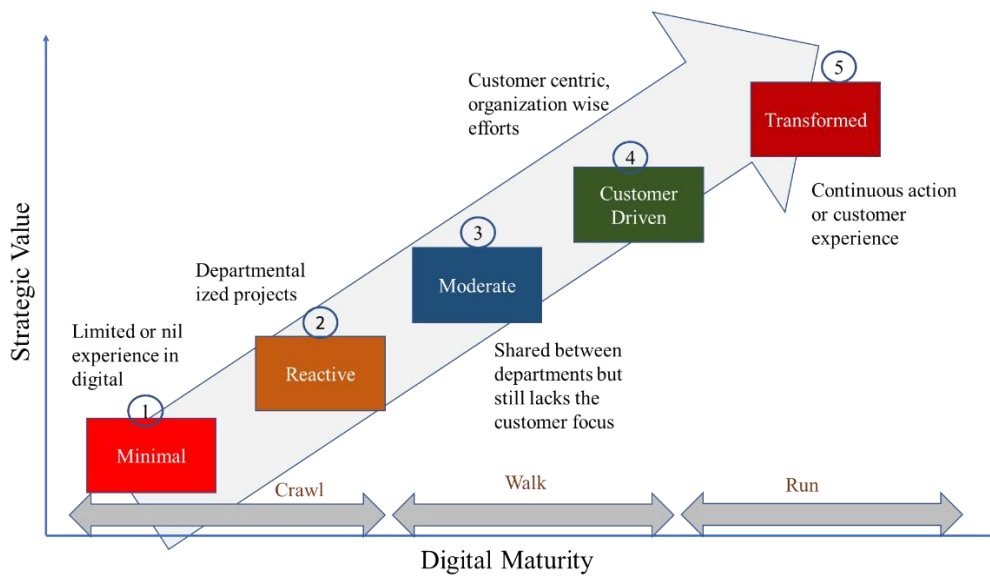 Strategic Value
5
Transformed
Customer centric,
organization wise
efforts
4
Customer
Driven
Continuous action
or customer
experience
3
Moderate
Departmental
ized projects
2
Reactive
Shared between
departments but
still lacks the
customer focus
Limited or nil
experience in
digital
1
Minimal
Crawl
Walk
Run
Digital Maturity